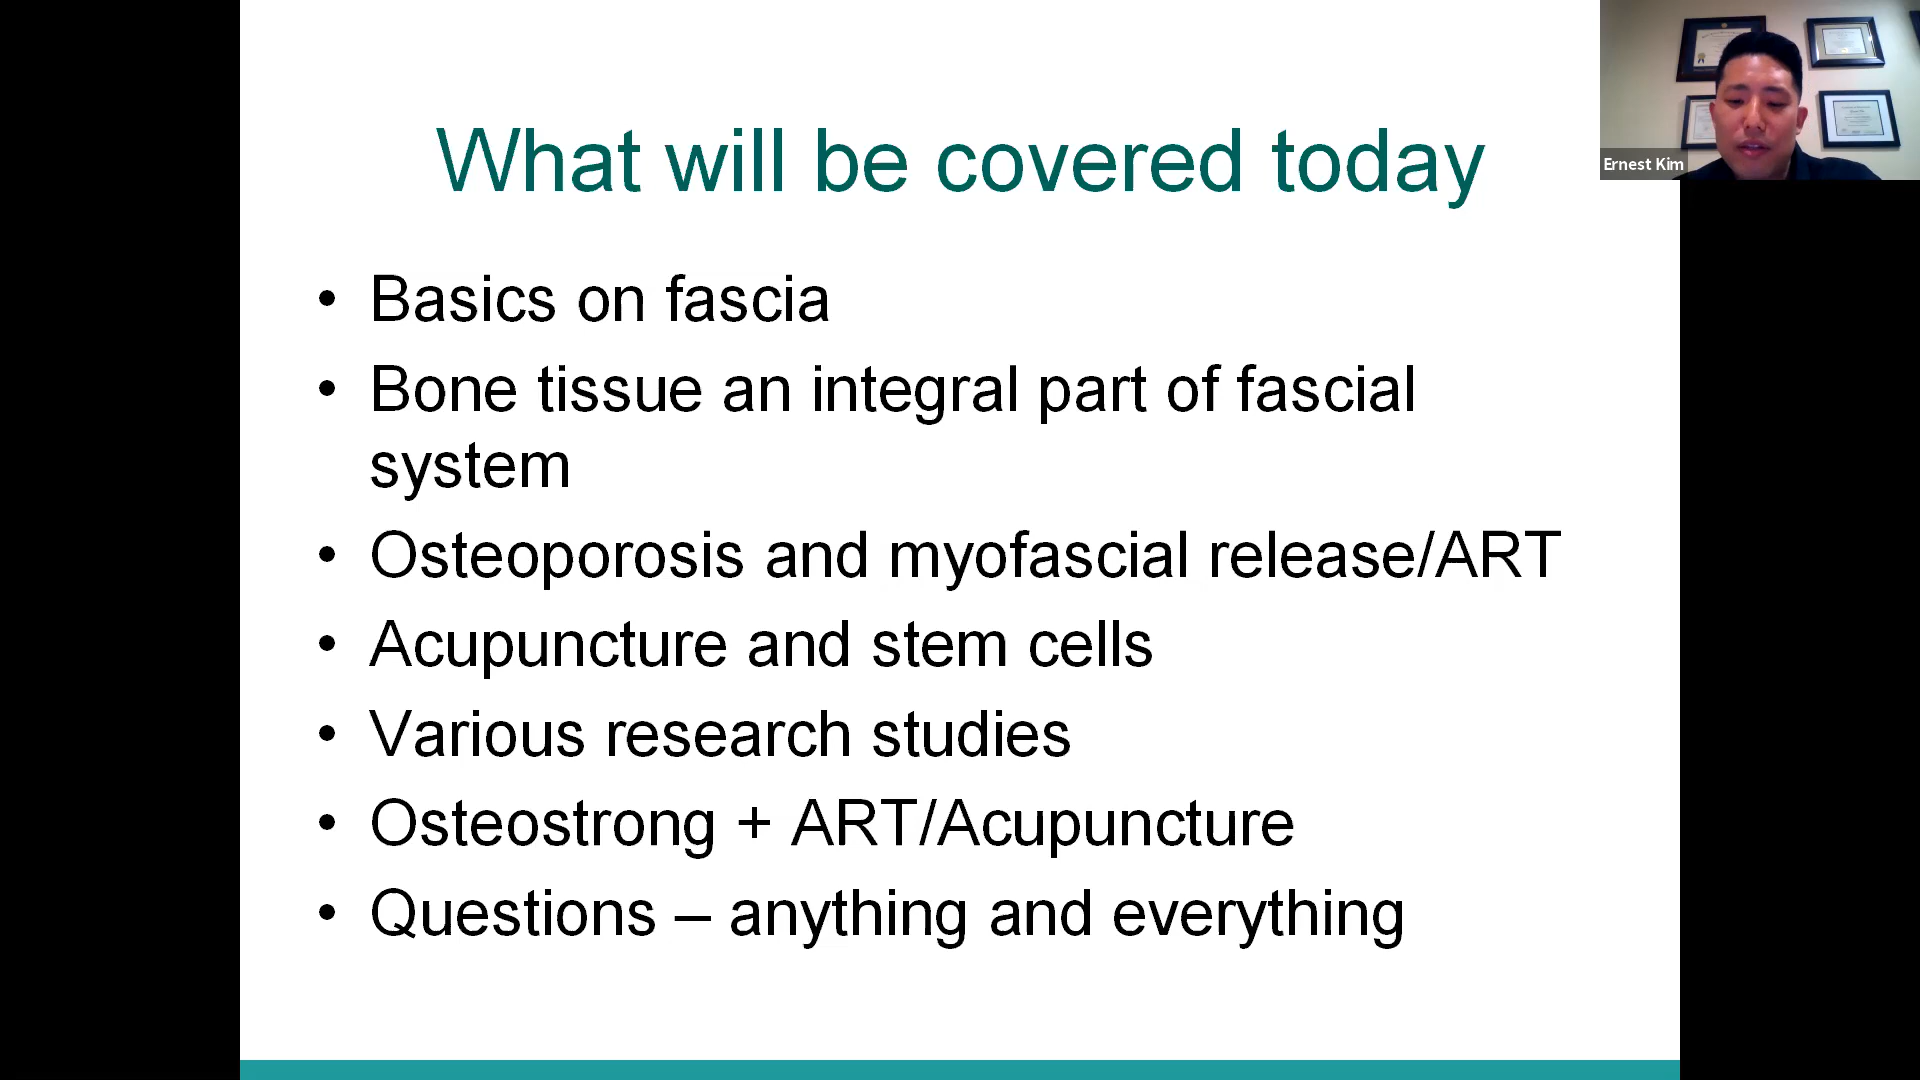 What will be covered today
• Basics on fascia
• Bone tissue an integral part of fascial
system
• Osteoporosis and myofascial release/ART
• Acupuncture and stem cells
• Various research studies
• Osteostrong + ART/Acupuncture
• Questions – anything and everything
Ernest Kim